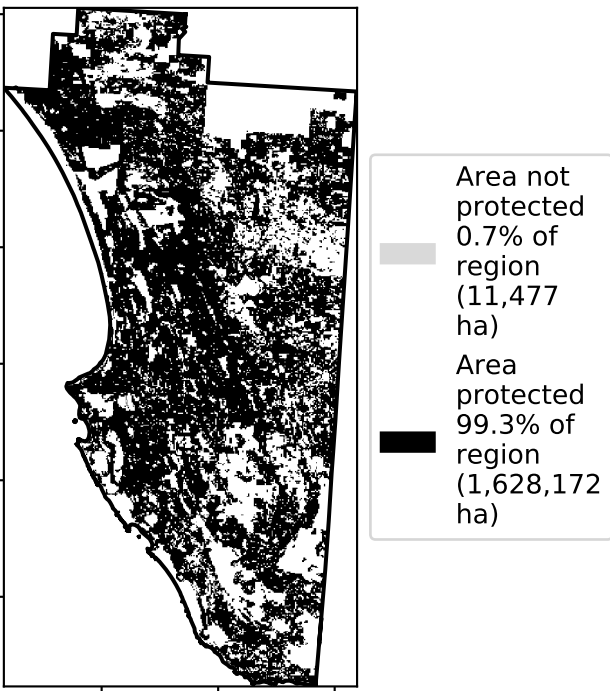 Area not
protected
0.7% of
region
(11,477
ha)
Area
protected
99.3% of
region
(1,628,172
ha)